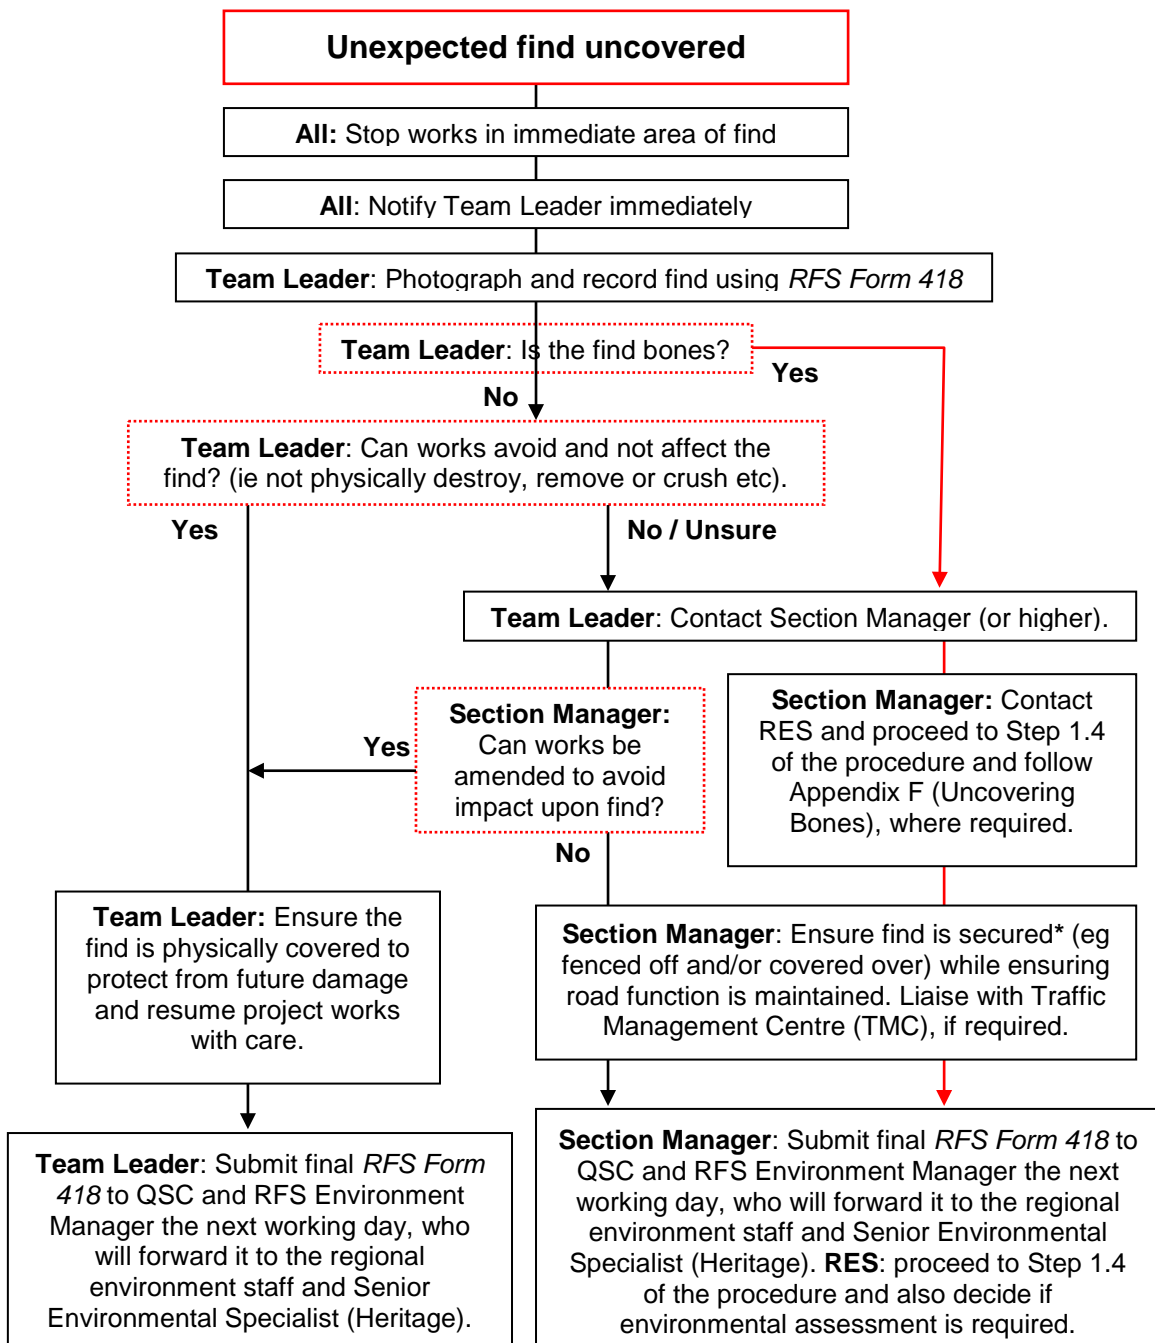 Unexpected find uncovered
All: Stop works in immediate area of find
All: Notify Team Leader immediately
Team Leader: Photograph and record find using RFS Form 418
Team Leader: Is the find bones?
Yes
No
Team Leader: Can works avoid and not affect the
find? (ie not physically destroy, remove or crush etc).
Yes
No / Unsure
Team Leader: Contact Section Manager (or higher).
Section Manager:
Can works be
amended to avoid
impact upon find?
Yes
No
Section Manager: Contact
RES and proceed to Step 1.4
of the procedure and follow
Appendix F (Uncovering
Bones), where required.
Team Leader: Ensure the
find is physically covered to
protect from future damage
and resume project works
with care.
Section Manager: Ensure find is secured* (eg
fenced off and/or covered over) while ensuring
road function is maintained. Liaise with Traffic
Management Centre (TMC), if required.
Team Leader: Submit final RFS Form
418 to QSC and RFS Environment
Manager the next working day, who
will forward it to the regional
environment staff and Senior
Environmental Specialist (Heritage).
Section Manager: Submit final RFS Form 418 to
QSC and RFS Environment Manager the next
working day, who will forward it to the regional
environment staff and Senior Environmental
Specialist (Heritage). RES: proceed to Step 1.4
of the procedure and also decide if
environmental assessment is required.